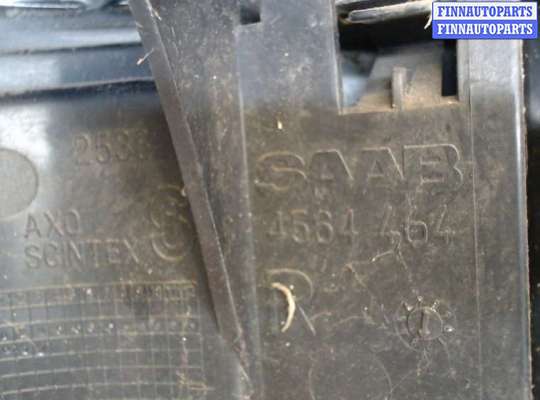 FINNAUTOPARTS
FINNAUTOPARTS
SAAB
4564 464
R
AXO
SCINTEX